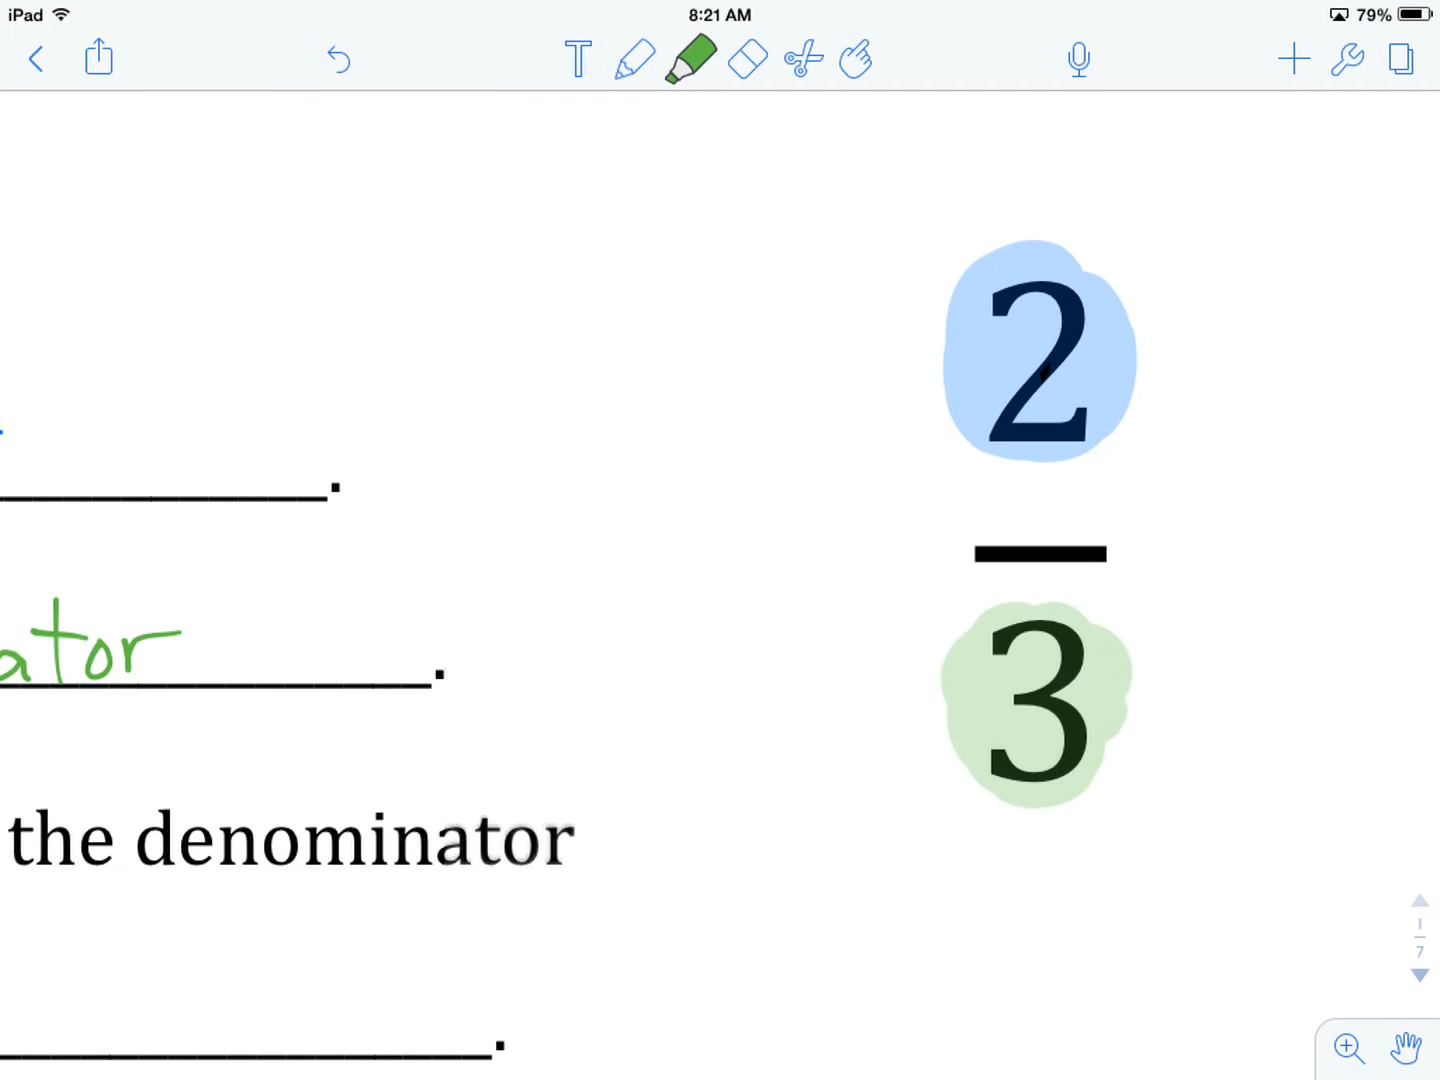 iPad 8:21 AM 79%
T
2
.
ator.
3
the denominator
1
7
.